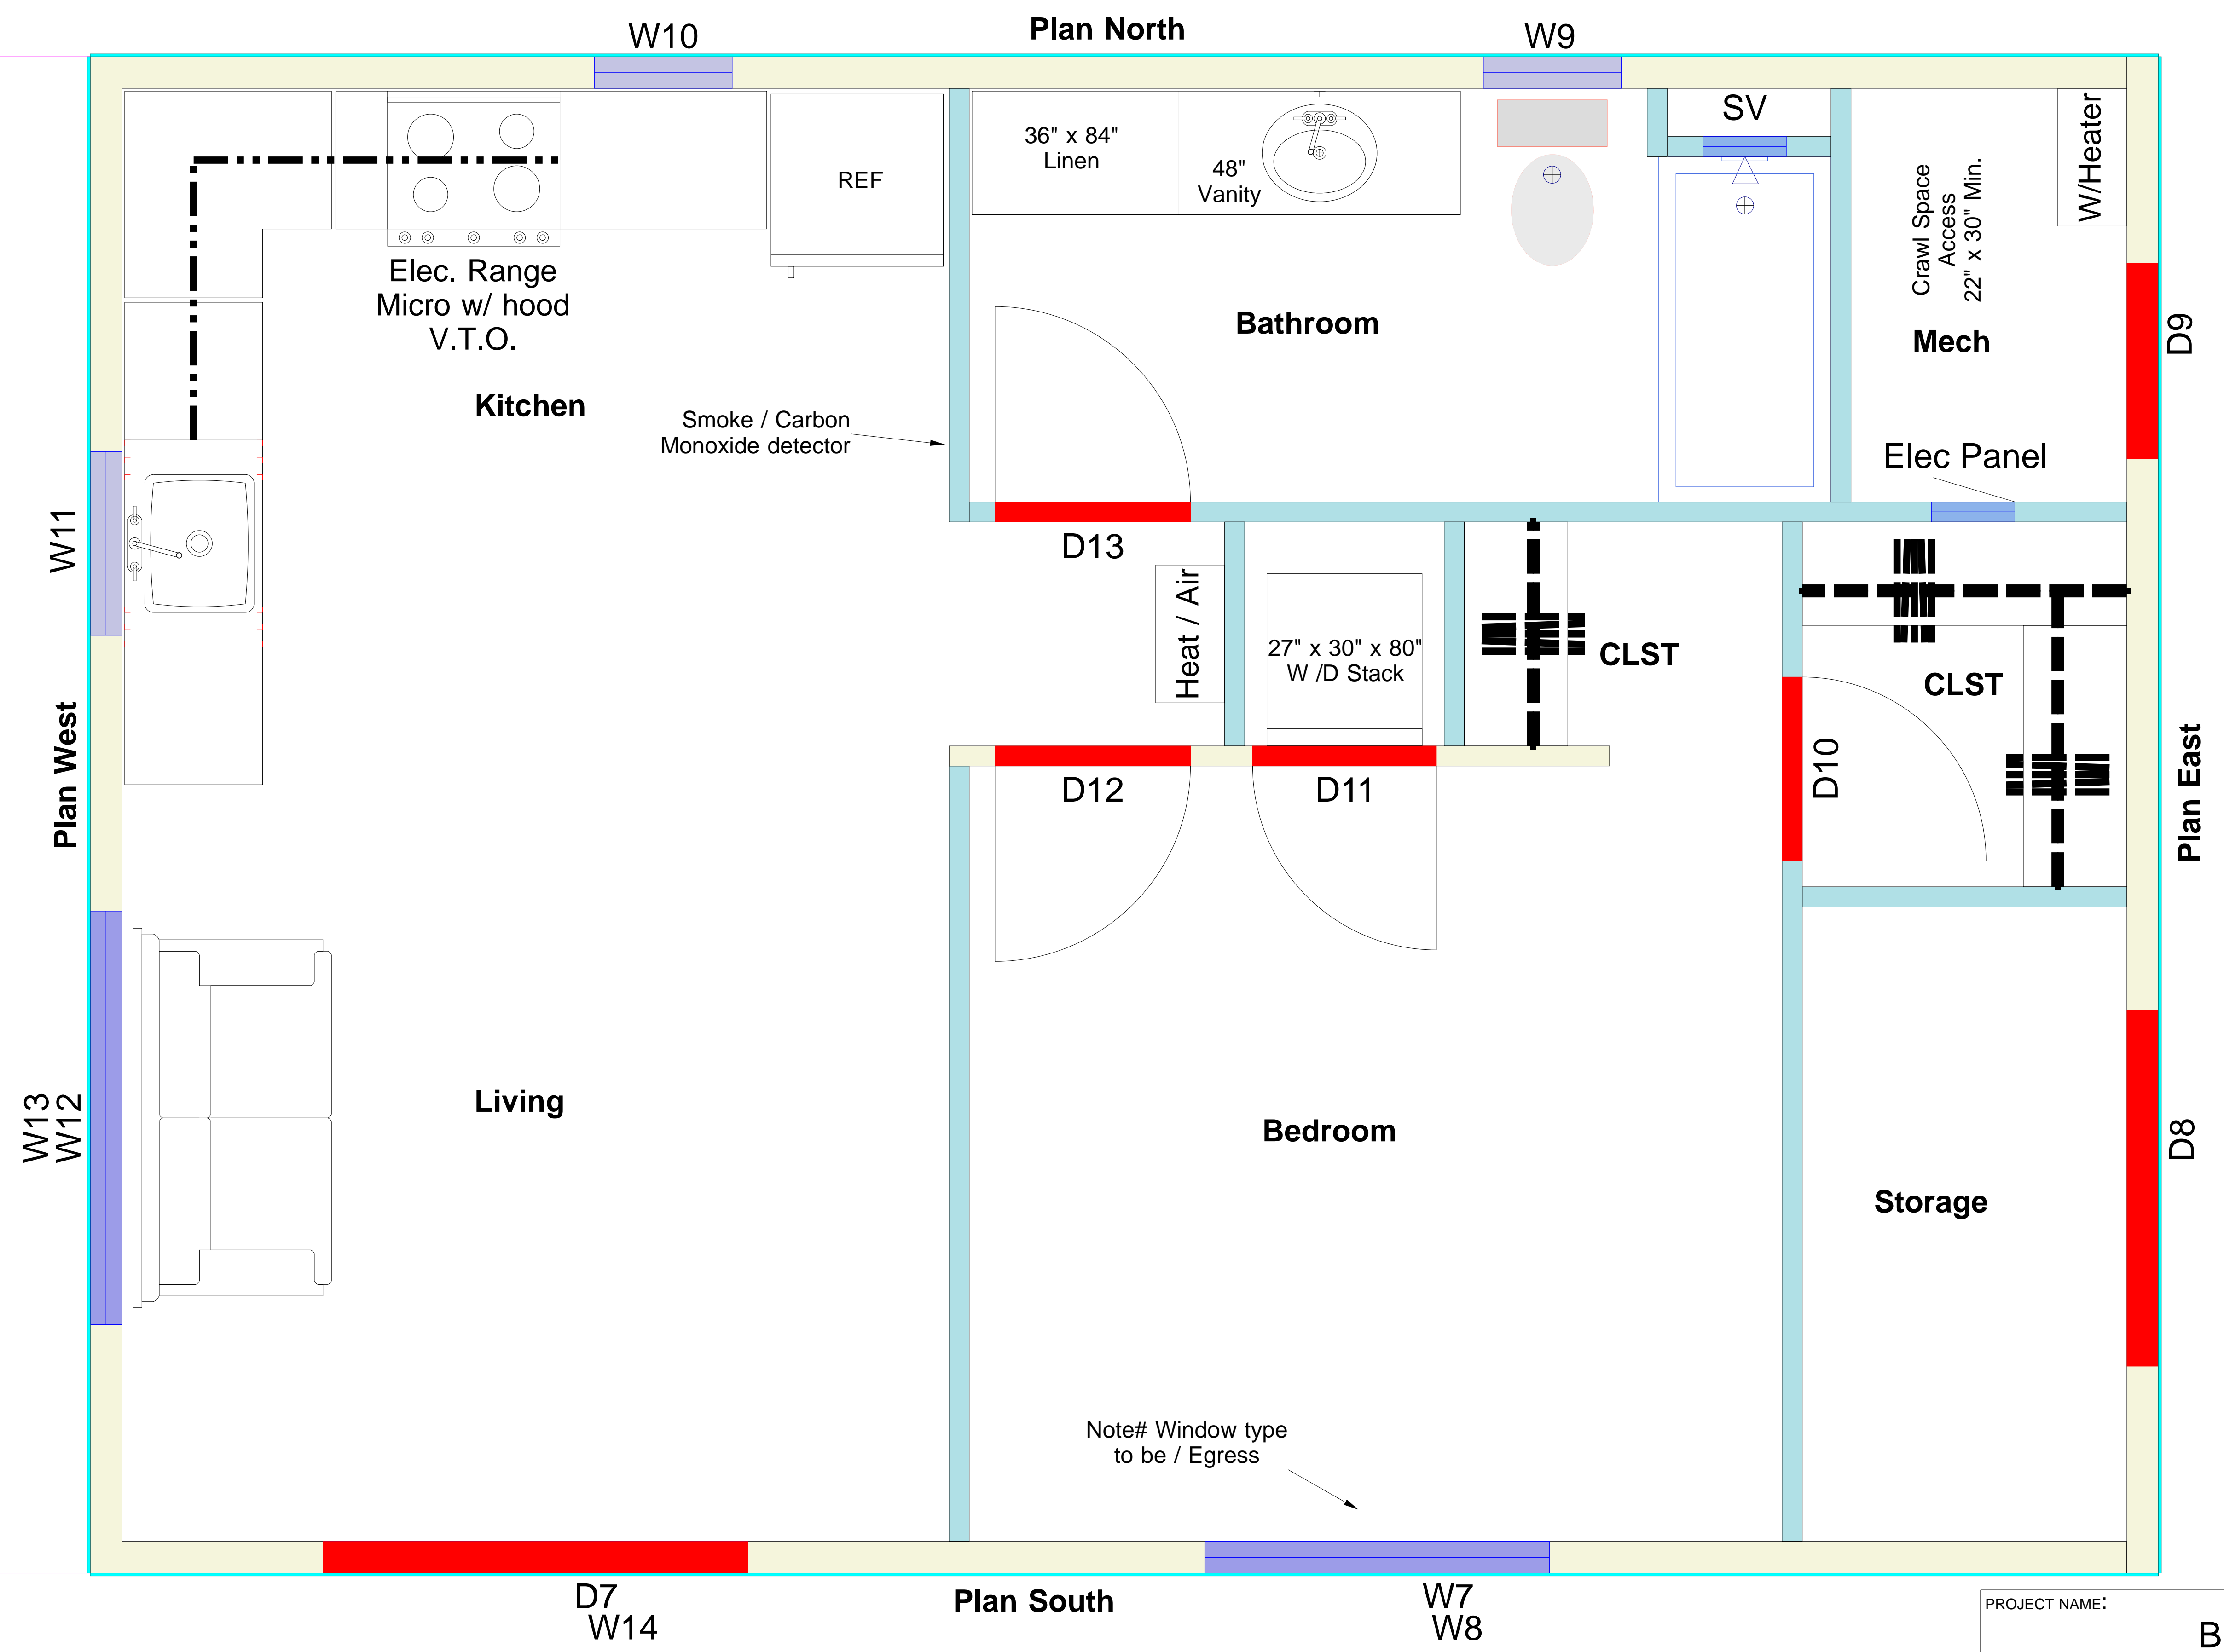 W10
Plan North
W9
36" x 84"
Linen
48"
Vanity
SV
W/Heater
REF
Crawl Space
Access
22" x 30" Min.
Elec. Range
Micro w/ hood
V.T.O.
Bathroom
Mech
D9
Kitchen
Smoke / Carbon
Monoxide detector
Elec Panel
W11
D13
Heat / Air
27" x 30" x 80"
W /D Stack
CLST
CLST
Plan West
D12
D11
D10
Plan East
W13
W12
Living
Bedroom
D8
Storage
Note# Window type
to be / Egress
D7
W14
Plan South
W7
W8
PROJECT NAME: